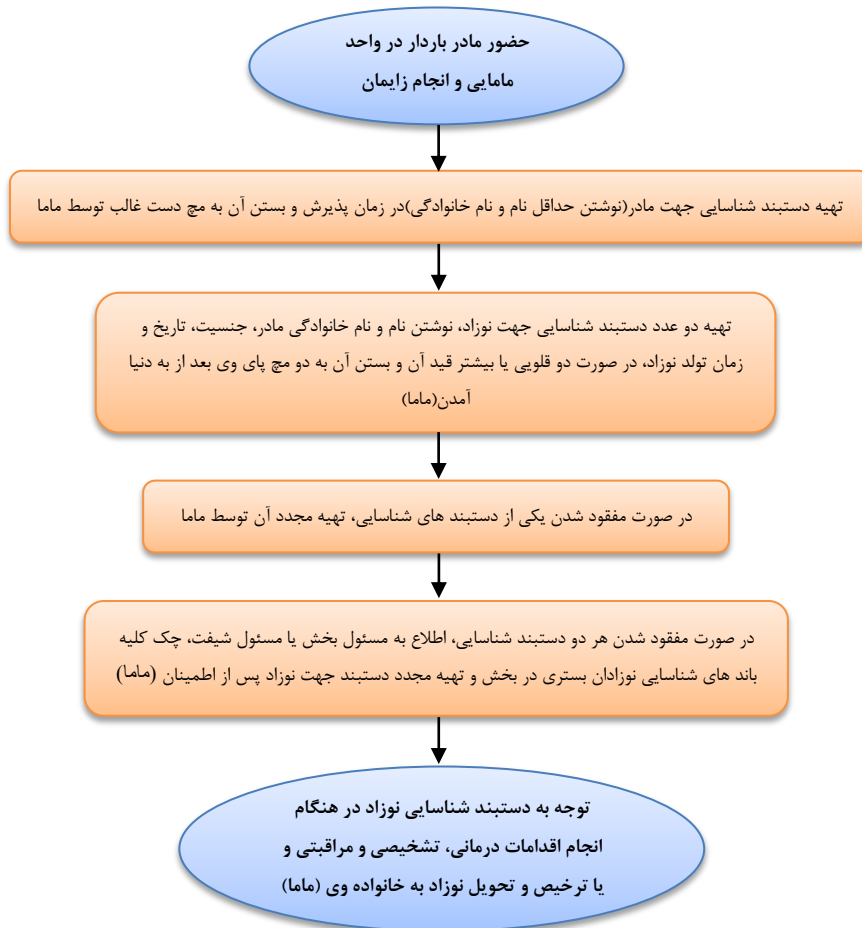 حضور مادر باردار در واحد
مامایی و انجام زایمان
تهیه دستبند شناسایی جهت مادر(نوشتن حداقل نام و نام خانوادگی)در زمان پذیرش و بستن آن به مچ دست غالب توسط ماما
تهیه دو عدد دستبند شناسایی جهت نوزاد، نوشتن نام و نام خانوادگی مادر، جنسیت، تاریخ و
زمان تولد نوزاد، در صورت دو قلویی یا بیشتر قید آن و بستن آن به دو مچ پای وی بعد از به دنیا
آمدن(ماما)
در صورت مفقود شدن یکی از دستبند های شناسایی، تهیه مجدد آن توسط ماما
در صورت مفقود شدن هر دو دستبند شناسایی، اطلاع به مسئول بخش یا مسئول شیفت، چک کلیه
باند های شناسایی نوزادان بستری در بخش و تهیه مجدد دستبند جهت نوزاد پس از اطمینان (ماما)
توجه به دستبند شناسایی نوزاد در هنگام
انجام اقدامات درمانی، تشخیصی و مراقبتی و
یا ترخیص و تحویل نوزاد به خانواده وی (ماما)